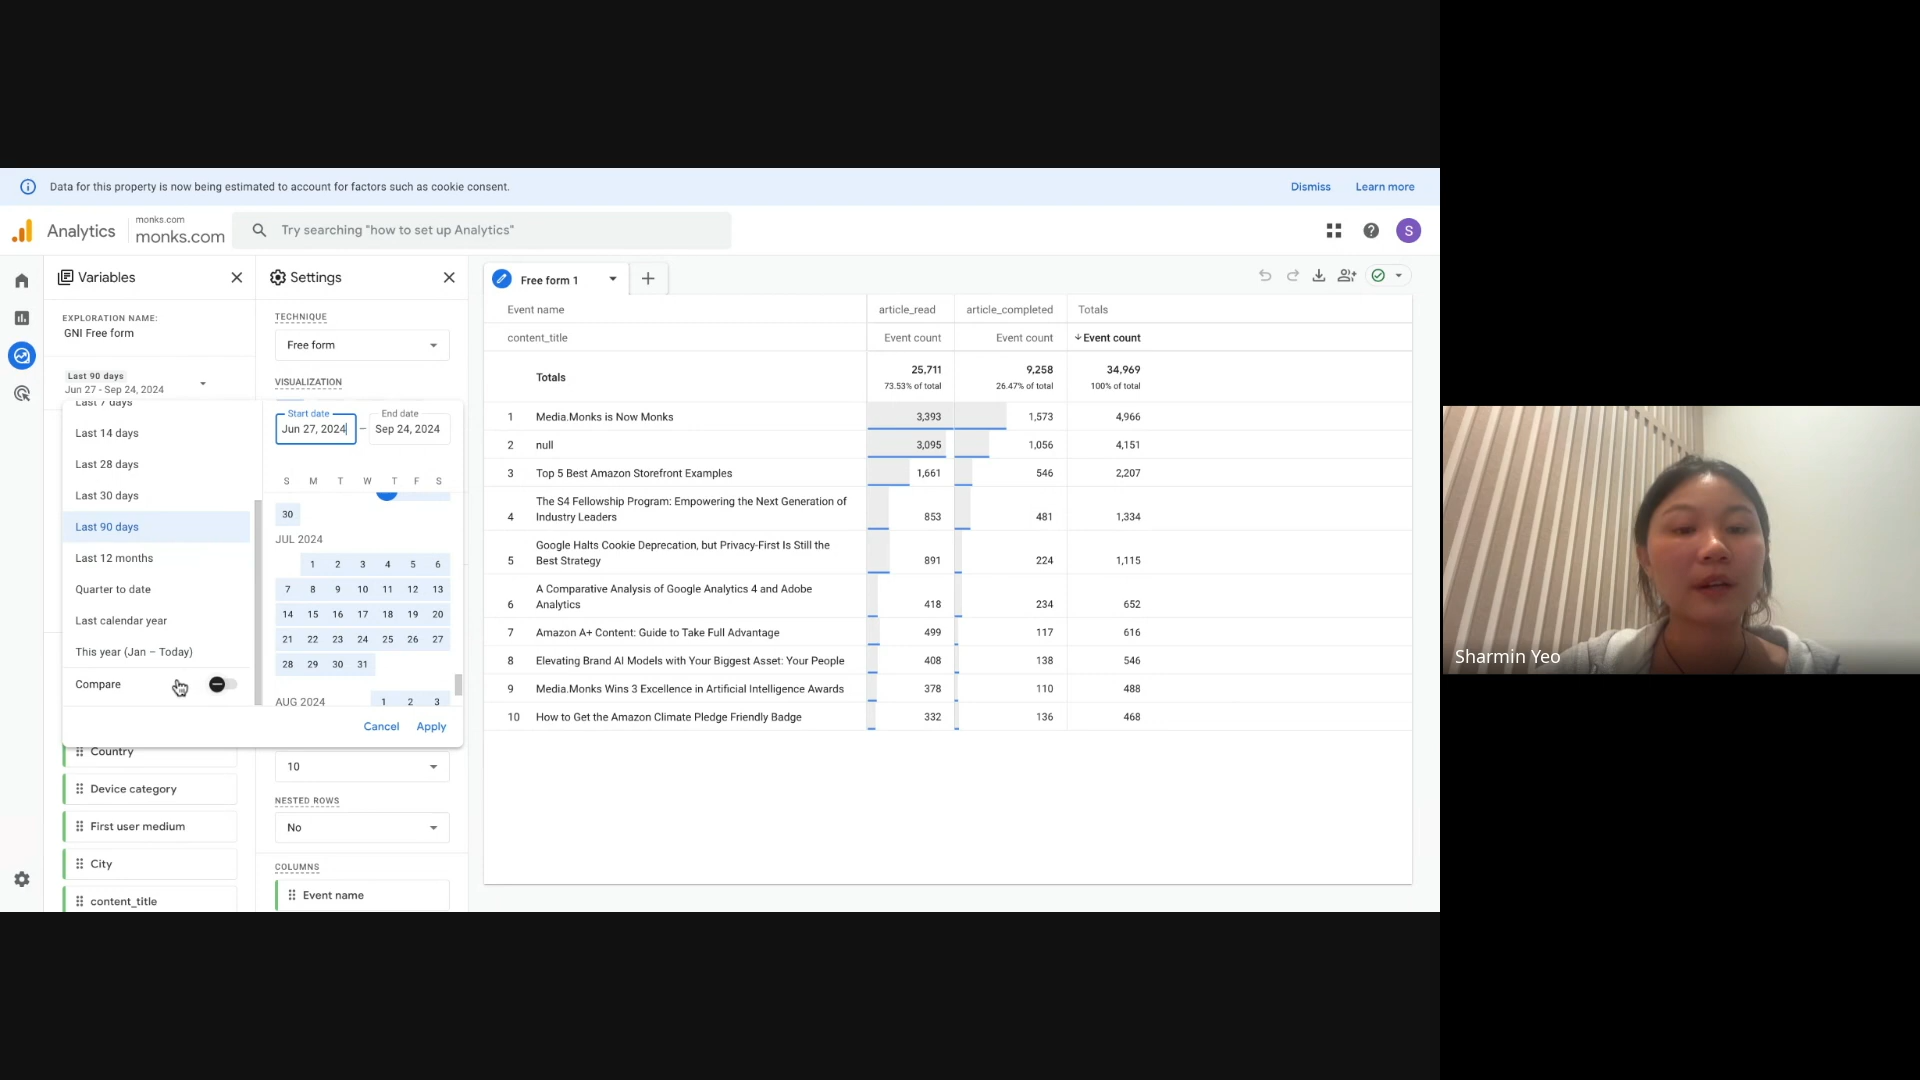 Data for this property is now being estimated to account for factors such as cookie consent.
Dismiss
Learn more
Analytics
monks.com
monks.com
Try searching "how to set up Analytics"
S
Variables
EXPLORATION NAME:
GNI Free form
Last 90 days
Jun 27 - Sep 24, 2024
Last 7 days
Last 14 days
Last 28 days
Last 30 days
Last 90 days
Last 12 months
Quarter to date
Last calendar year
This year (Jan – Today)
Compare
Start date
Jun 27, 2024
–
End date
Sep 24, 2024
S M T W T F S
30
JUL 2024
1 2 3 4 5 6
7 8 9 10 11 12 13
14 15 16 17 18 19 20
21 22 23 24 25 26 27
28 29 30 31
AUG 2024 1 2 3
Cancel
Apply
Country
Device category
First user medium
City
content_title
Settings
TECHNIQUE
Free form
VISUALIZATION
10
NESTED ROWS
No
COLUMNS
Event name
Free form 1
Event name article_read article_completed Totals
content_title Event count Event count Event count
Totals 25,711 9,258 34,969
73.53% of total 26.47% of total 100% of total
1 Media.Monks is Now Monks 3,393 1,573 4,966
2 null 3,095 1,056 4,151
3 Top 5 Best Amazon Storefront Examples 1,661 546 2,207
The S4 Fellowship Program: Empowering the Next Generation of
4 Industry Leaders 853 481 1,334
Google Halts Cookie Deprecation, but Privacy-First Is Still the
5 Best Strategy 891 224 1,115
A Comparative Analysis of Google Analytics 4 and Adobe
6 Analytics 418 234 652
7 Amazon A+ Content: Guide to Take Full Advantage 499 117 616
8 Elevating Brand AI Models with Your Biggest Asset: Your People 408 138 546
9 Media.Monks Wins 3 Excellence in Artificial Intelligence Awards 378 110 488
10 How to Get the Amazon Climate Pledge Friendly Badge 332 136 468
Sharmin Yeo